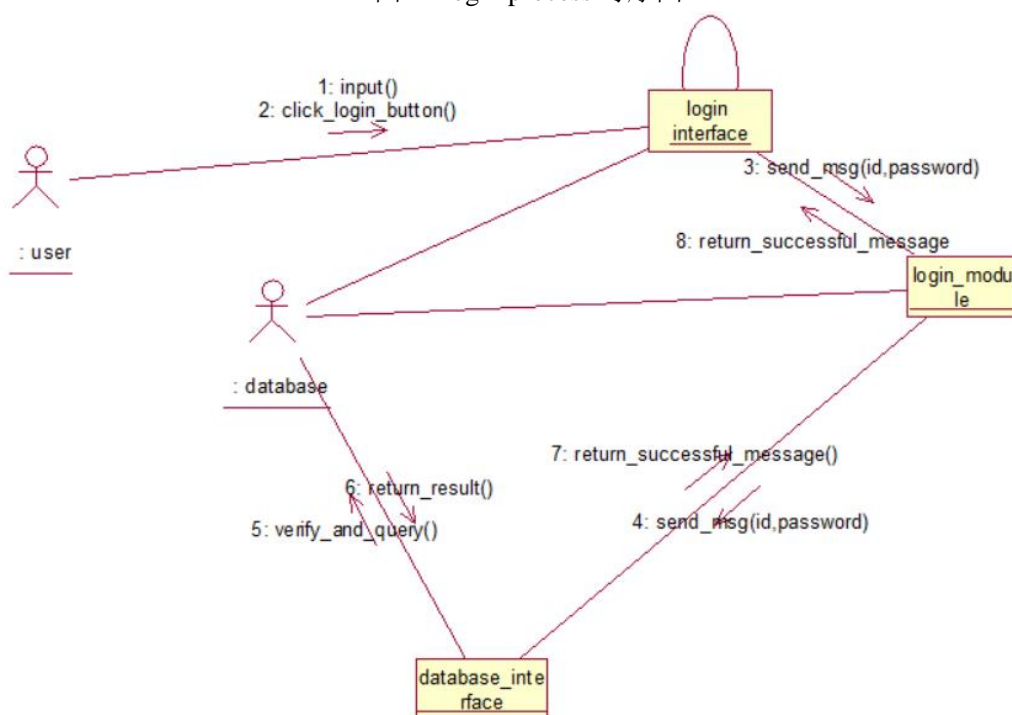 1: input()
2: click_login_button()
login
interface
3: send_msg(id,password)
: user
8: return_successful_message
login_modu
le
: database
7: return_successful_message()
6: return_result()
4: send_msg(id,password)
5: verify_and_query()
database_inte
rface